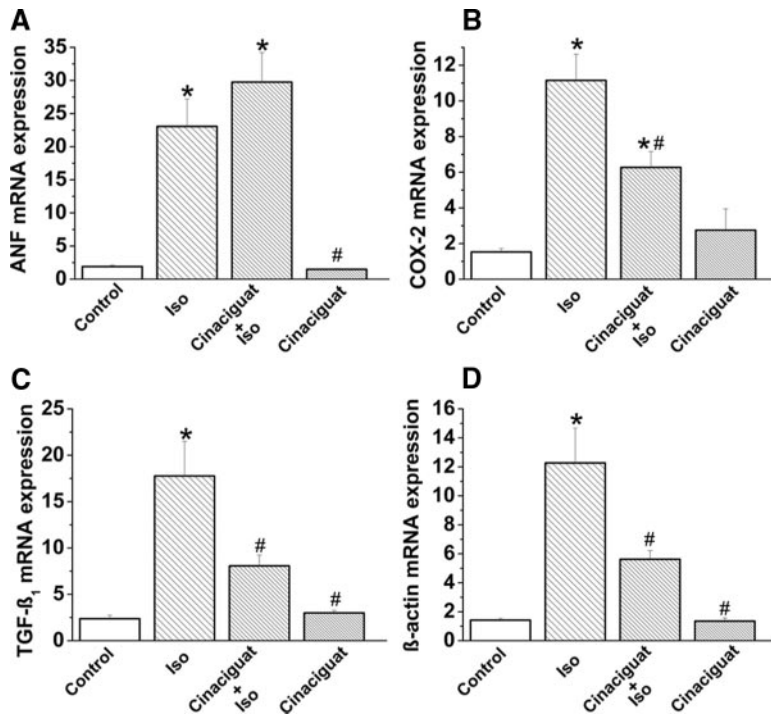 A
ANF mRNA expression
35
30
25
20
15
10
5
0
*
*
#
Control
Iso
Cinaciguat
+
Iso
Cinaciguat
B
COX-2 mRNA expression
12
10
8
6
4
2
0
*
*#
Control
Iso
Cinaciguat
+
Iso
Cinaciguat
C
TGF-ß₁ mRNA expression
25
20
15
10
5
0
*
#
#
Control
Iso
Cinaciguat
+
Iso
Cinaciguat
D
ß-actin mRNA expression
16
14
12
10
8
6
4
2
0
*
#
#
Control
Iso
Cinaciguat
+
Iso
Cinaciguat